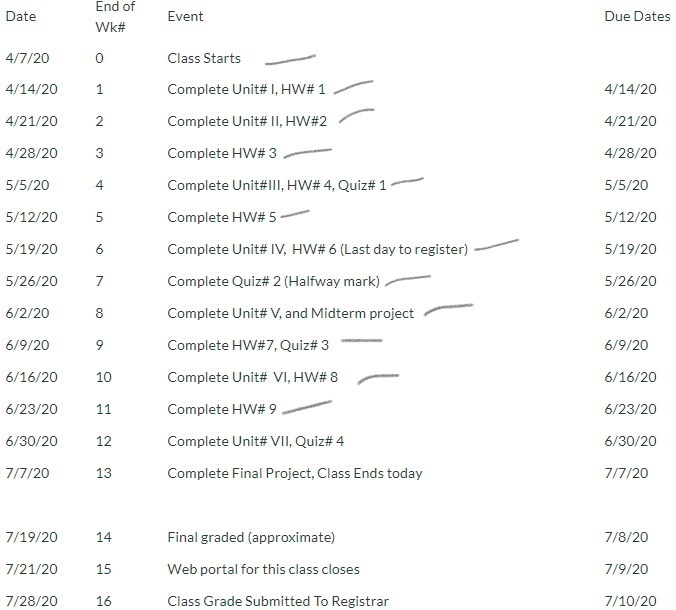 Date End of Wk# Event Due Dates
4/7/20 0 Class Starts
4/14/20 1 Complete Unit# I, HW# 1 4/14/20
4/21/20 2 Complete Unit# II, HW#2 4/21/20
4/28/20 3 Complete HW# 3 4/28/20
5/5/20 4 Complete Unit#III, HW# 4, Quiz# 1 5/5/20
5/12/20 5 Complete HW# 5 5/12/20
5/19/20 6 Complete Unit# IV, HW# 6 (Last day to register) 5/19/20
5/26/20 7 Complete Quiz# 2 (Halfway mark) 5/26/20
6/2/20 8 Complete Unit# V, and Midterm project 6/2/20
6/9/20 9 Complete HW#7, Quiz# 3 6/9/20
6/16/20 10 Complete Unit# VI, HW# 8 6/16/20
6/23/20 11 Complete HW# 9 6/23/20
6/30/20 12 Complete Unit# VII, Quiz# 4 6/30/20
7/7/20 13 Complete Final Project, Class Ends today 7/7/20
7/19/20 14 Final graded (approximate) 7/8/20
7/21/20 15 Web portal for this class closes 7/9/20
7/28/20 16 Class Grade Submitted To Registrar 7/10/20